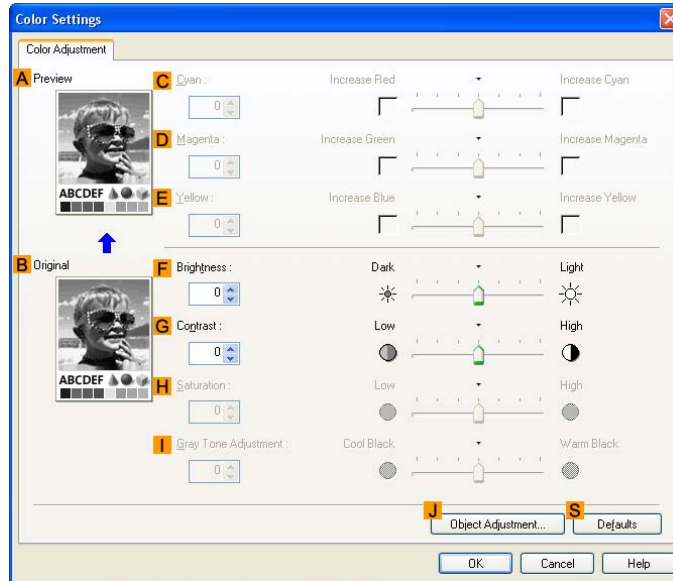 Color Settings
Color Adjustment
A Preview
C Cyan : Increase Red Increase Cyan
0
D Magenta : Increase Green Increase Magenta
0
ABCDEF
E Yellow : Increase Blue Increase Yellow
0
B Original
F Brightness : Dark Light
0
G Contrast : Low High
0
ABCDEF
H Saturation : Low High
0
I Gray Tone Adjustment : Cool Black Warm Black
0
J S
Object Adjustment... Defaults
OK Cancel Help